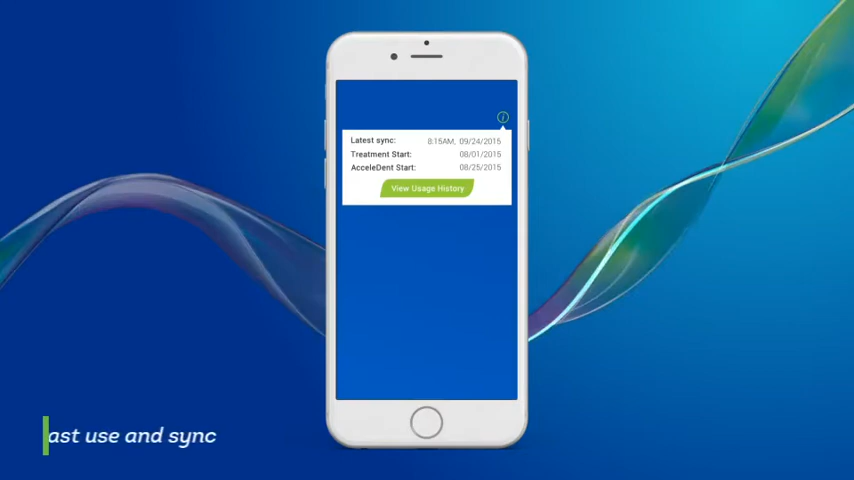 Latest sync: 8:15AM, 09/24/2015
Treatment Start: 08/01/2015
AcceleDent Start: 08/25/2015
View Usage History
ast use and sync